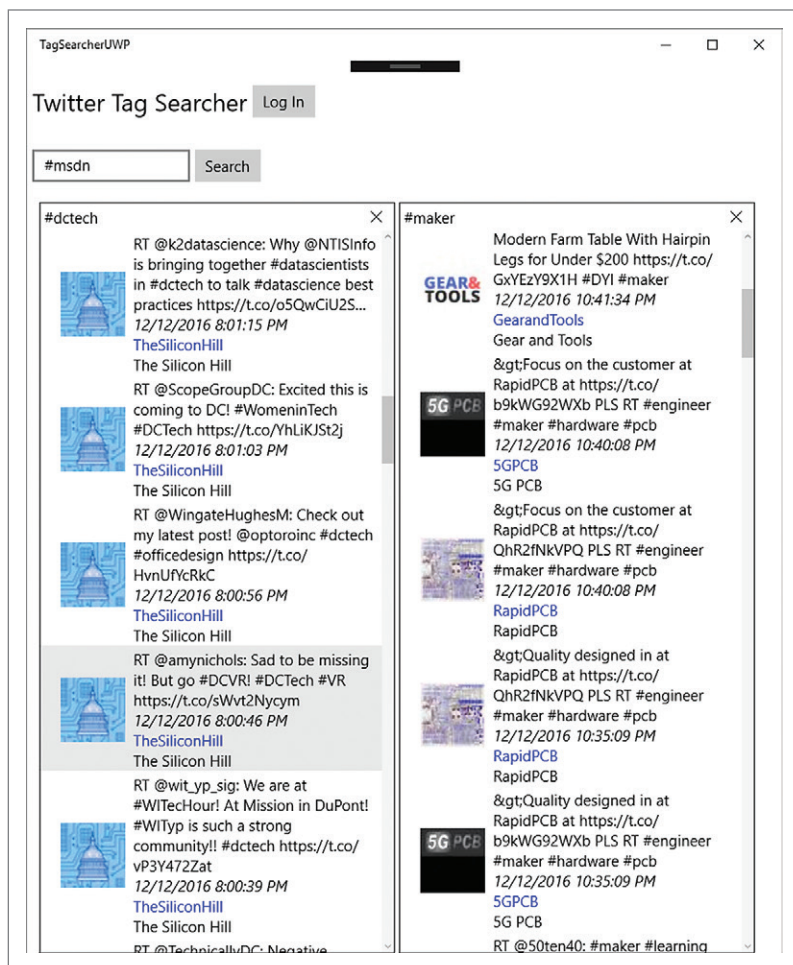 TagSearcherUWP
Twitter Tag Searcher Log In
#msdn Search
#dctech
RT @k2datascience: Why @NTISInfo
is bringing together #datascientists
in #dctech to talk #datascience best
practices https://t.co/o5QwCiU2S...
12/12/2016 8:01:15 PM
TheSiliconHill
The Silicon Hill
RT @ScopeGroupDC: Excited this is
coming to DC! #WomeninTech
#DCTech https://t.co/YhLiKJSt2j
12/12/2016 8:01:03 PM
TheSiliconHill
The Silicon Hill
RT @WingateHughesM: Check out
my latest post! @optoroinc #dctech
#officedesign https://t.co/
HvnUfYcRkC
12/12/2016 8:00:56 PM
TheSiliconHill
The Silicon Hill
RT @amynichols: Sad to be missing
it! But go #DCVR! #DCTech #VR
https://t.co/sWvt2Nycym
12/12/2016 8:00:46 PM
TheSiliconHill
The Silicon Hill
RT @wit_yp_sig: We are at
#WITecHour! At Mission in DuPont!
#WITyp is such a strong
community!! #dctech https://t.co/
vP3Y472Zat
12/12/2016 8:00:39 PM
TheSiliconHill
The Silicon Hill
RT @TechnicallyDC: Negative
#maker
GEAR&
TOOLS
Modern Farm Table With Hairpin
Legs for Under $200 https://t.co/
GxYEzY9X1H #DYI #maker
12/12/2016 10:41:34 PM
GearandTools
Gear and Tools
5G PCB
&gt;Focus on the customer at
RapidPCB at https://t.co/
b9kWG92WXb PLS RT #engineer
#maker #hardware #pcb
12/12/2016 10:40:08 PM
5GPCB
5G PCB
&gt;Focus on the customer at
RapidPCB at https://t.co/
QhR2fNkVPQ PLS RT #engineer
#maker #hardware #pcb
12/12/2016 10:40:08 PM
RapidPCB
RapidPCB
&gt;Quality designed in at
RapidPCB at https://t.co/
QhR2fNkVPQ PLS RT #engineer
#maker #hardware #pcb
12/12/2016 10:35:09 PM
RapidPCB
RapidPCB
5G PCB
&gt;Quality designed in at
RapidPCB at https://t.co/
b9kWG92WXb PLS RT #engineer
#maker #hardware #pcb
12/12/2016 10:35:09 PM
5GPCB
5G PCB
RT @50ten40: #maker #learning